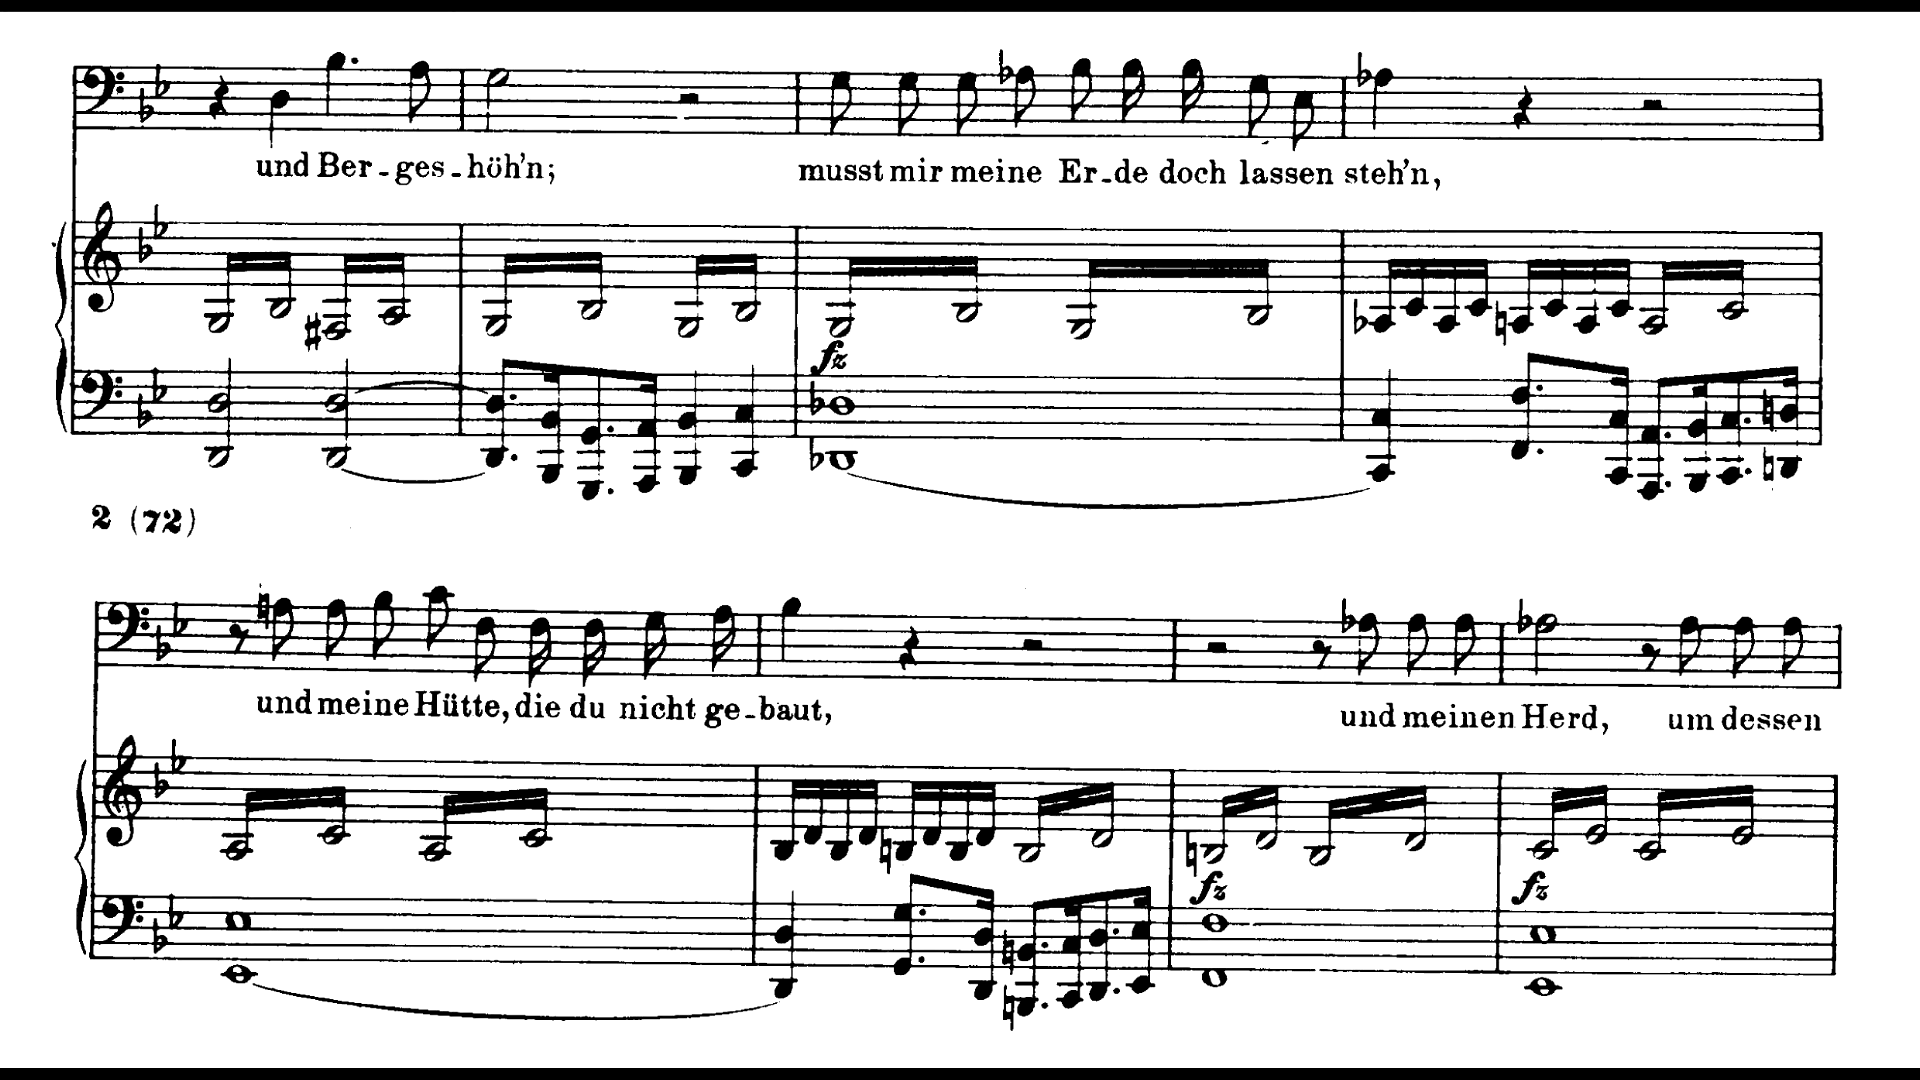 und Ber-ges-höh'n; musst mir meine Er-de doch lassen steh'n,
fz
2 (72)
und meine Hütte, die du nicht ge-baut, und meinen Herd, um dessen
fz fz